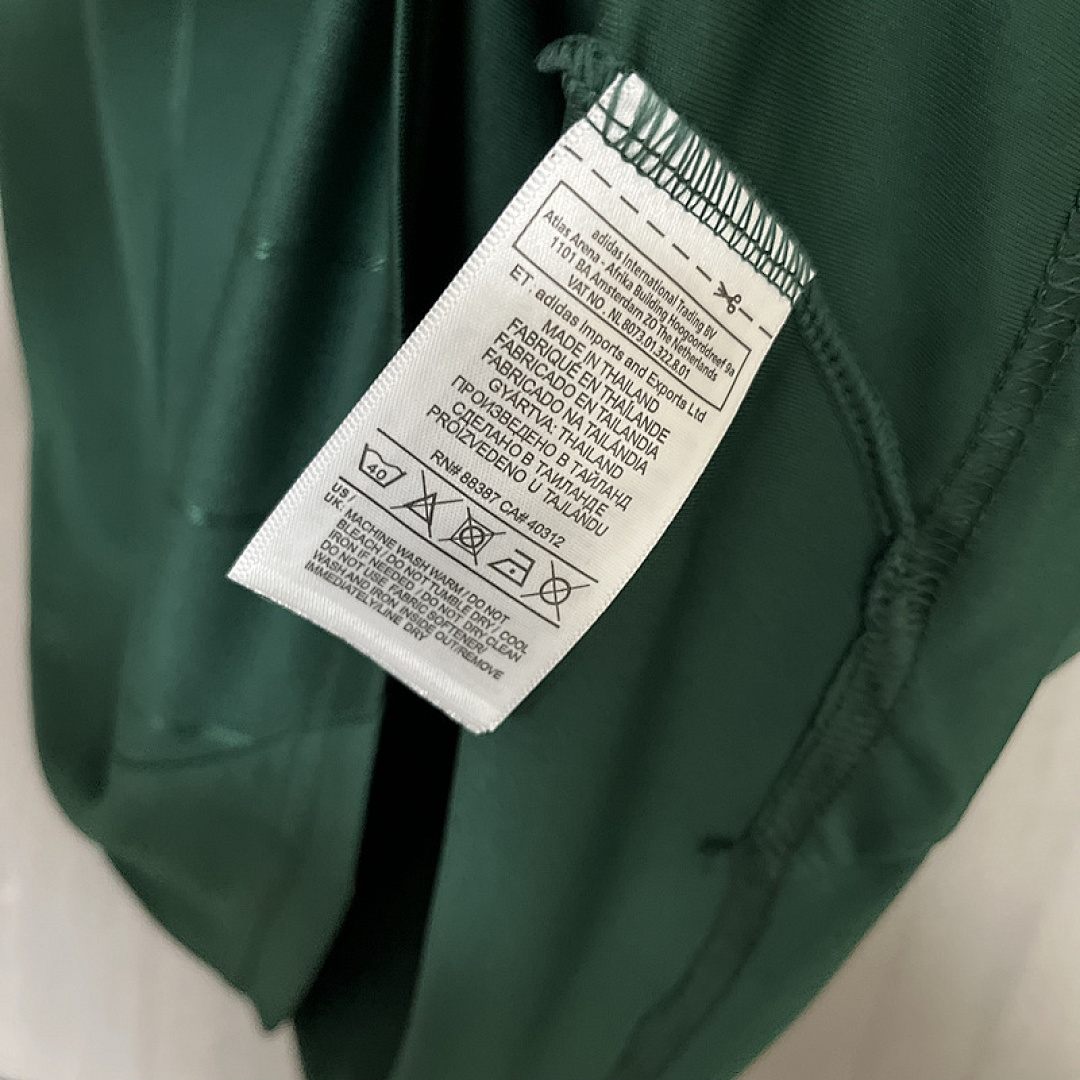 adidas International Trading BV
Atlas Arena - Afrika Building Hoogoorddreef 9a
1101 BA Amsterdam ZO The Netherlands
VAT NO . NL 8073.01.322.B.01
ET : adidas Imports and Exports Ltd
MADE IN THAILAND
FABRIQUÉ EN THAÏLANDE
FABRICADO EN TAILANDIA
FABRICADO NA TAILÂNDIA
GYÁRTVA: THAILAND
ПРОИЗВЕДЕНО В ТАЙЛАНД
СДЕЛАНО В ТАИЛАНДЕ
PROIZVEDENO U TAJLANDU
RN# 88387 CA# 40312
40
US /
UK: MACHINE WASH WARM / DO NOT
BLEACH / DO NOT TUMBLE DRY / COOL
IRON IF NEEDED / DO NOT DRY CLEAN
DO NOT USE FABRIC SOFTENER/
WASH AND IRON INSIDE OUT/REMOVE
IMMEDIATELY/LINE DRY